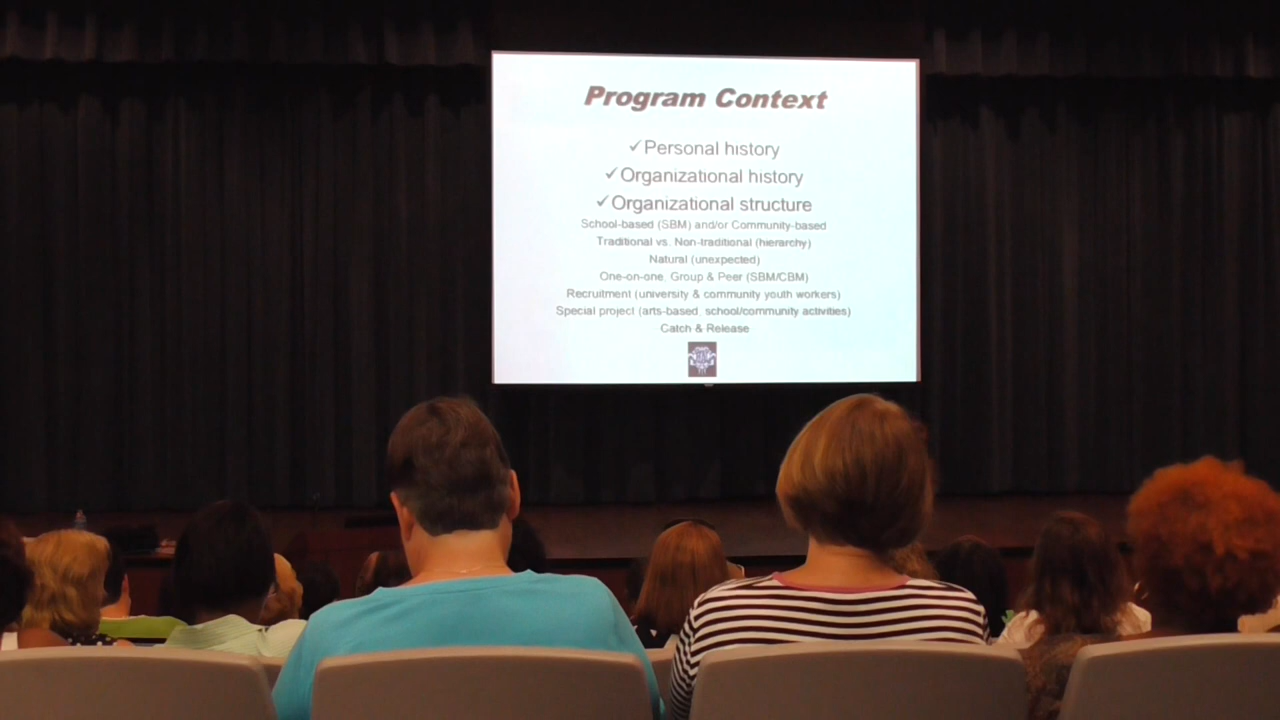 Program Context
✓Personal history
✓Organizational history
✓Organizational structure
School-based (SBM) and/or Community-based
Traditional vs. Non-traditional (hierarchy)
Natural (unexpected)
One-on-one, Group & Peer (SBM/CBM)
Recruitment (university & community youth workers)
Special project (arts-based, school/community activities)
Catch & Release